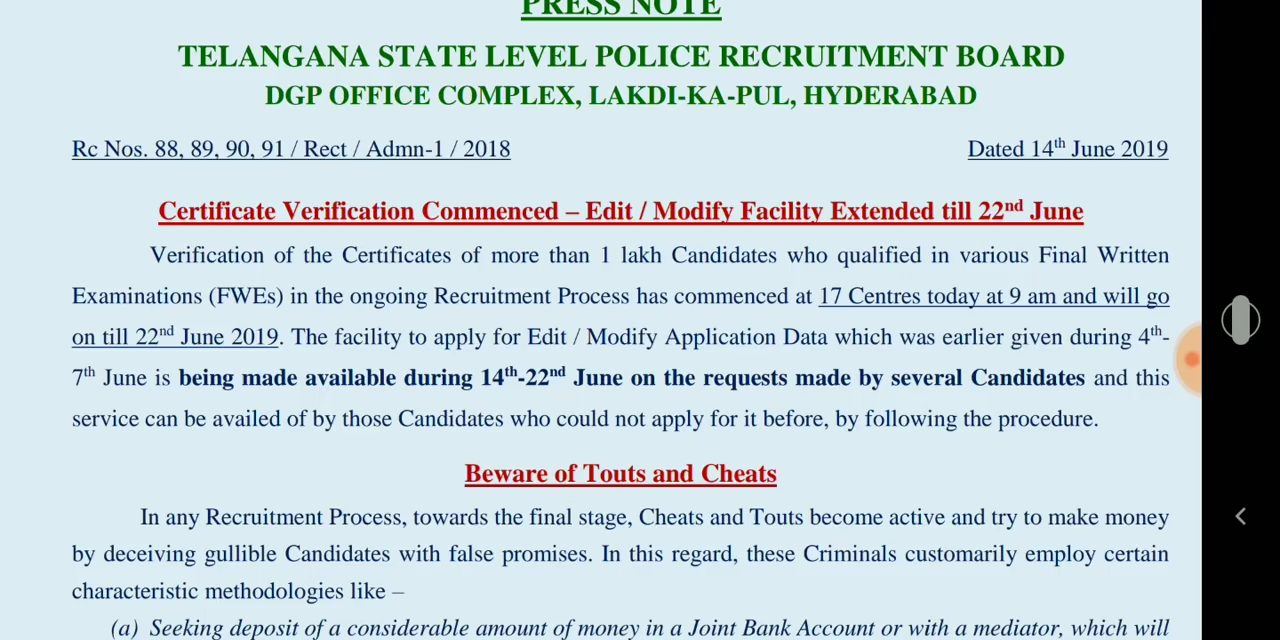 PRESS NOTE
TELANGANA STATE LEVEL POLICE RECRUITMENT BOARD
DGP OFFICE COMPLEX, LAKDI-KA-PUL, HYDERABAD
Rc Nos. 88, 89, 90, 91 / Rect / Admn-1 / 2018 Dated 14th June 2019
Certificate Verification Commenced – Edit / Modify Facility Extended till 22nd June
Verification of the Certificates of more than 1 lakh Candidates who qualified in various Final Written
Examinations (FWEs) in the ongoing Recruitment Process has commenced at 17 Centres today at 9 am and will go
on till 22nd June 2019. The facility to apply for Edit / Modify Application Data which was earlier given during 4th-
7th June is being made available during 14th-22nd June on the requests made by several Candidates and this
service can be availed of by those Candidates who could not apply for it before, by following the procedure.
Beware of Touts and Cheats
In any Recruitment Process, towards the final stage, Cheats and Touts become active and try to make money
by deceiving gullible Candidates with false promises. In this regard, these Criminals customarily employ certain
characteristic methodologies like –
(a) Seeking deposit of a considerable amount of money in a Joint Bank Account or with a mediator, which will